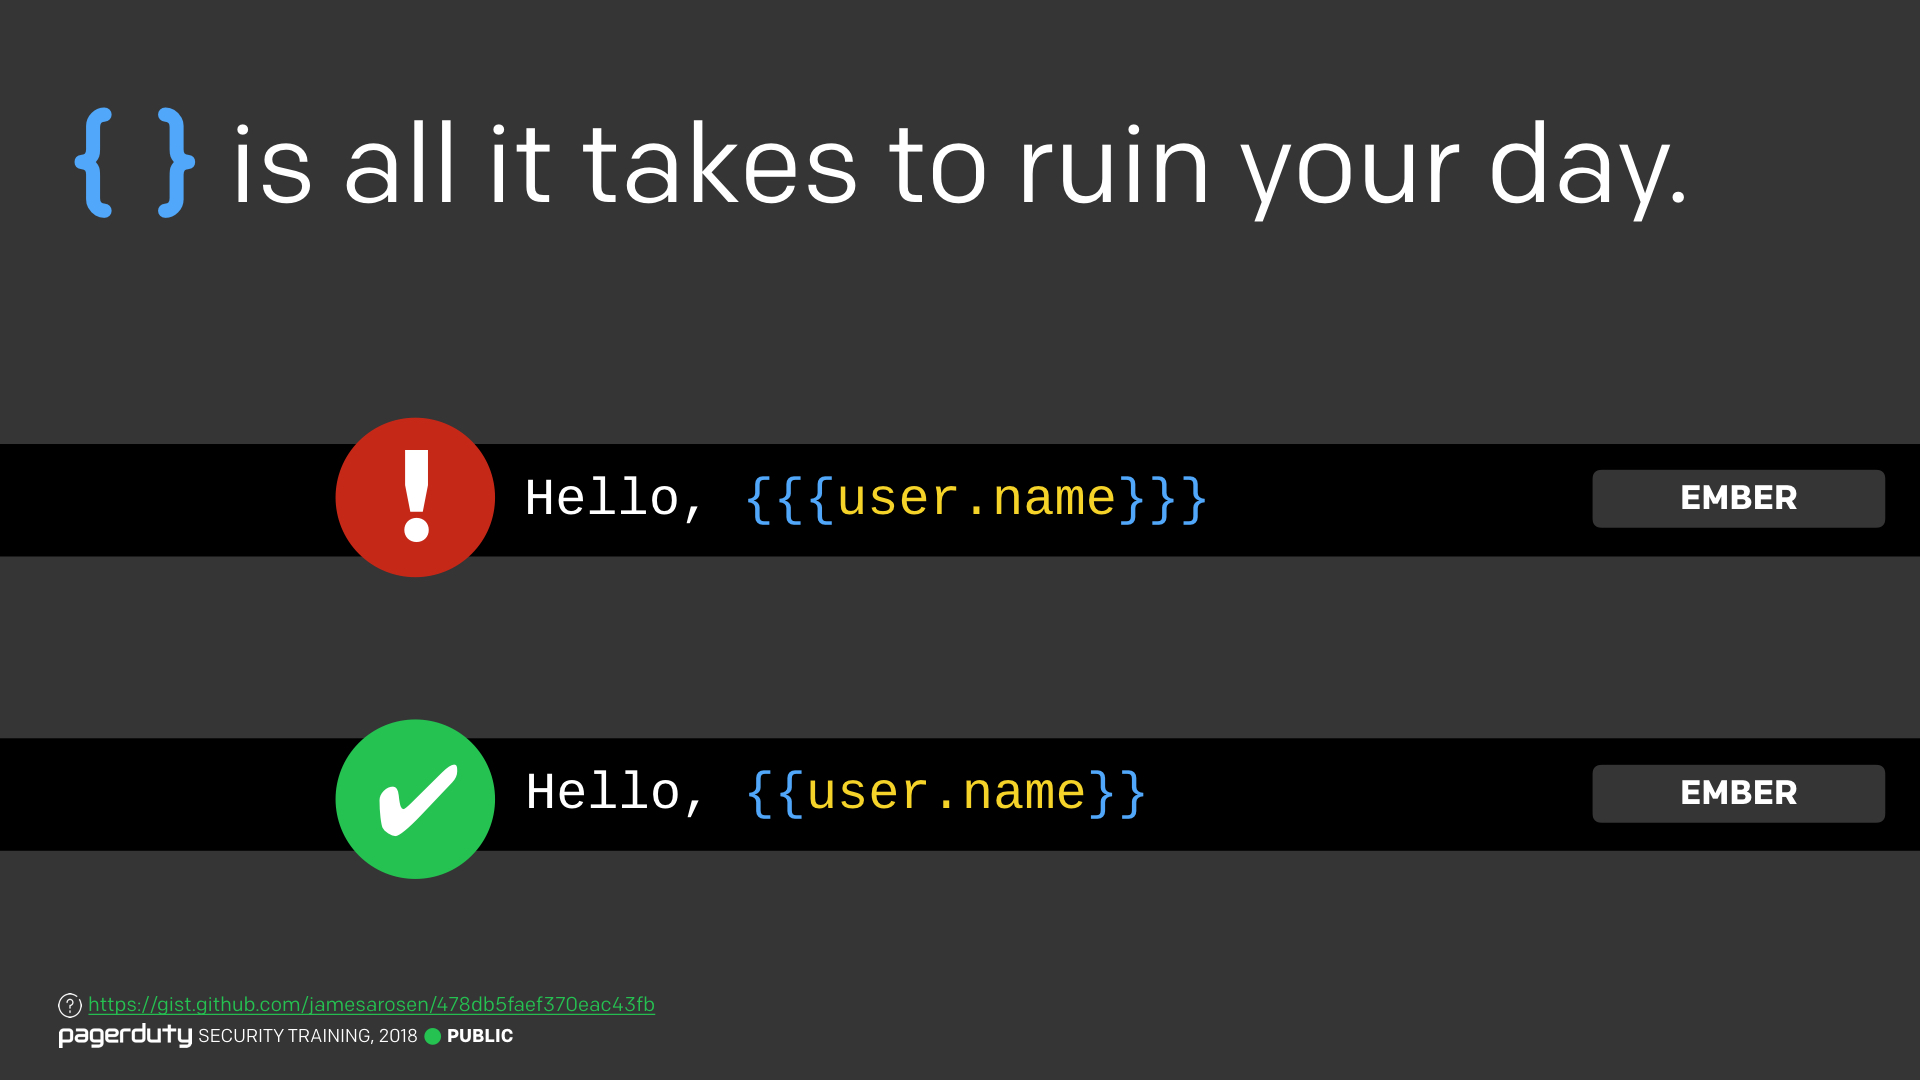 { } is all it takes to ruin your day.
!
Hello, {{{user.name}}}
EMBER
✔
Hello, {{user.name}}
EMBER
? https://gist.github.com/jamesarosen/478db5faef370eac43fb
pagerduty SECURITY TRAINING, 2018 PUBLIC